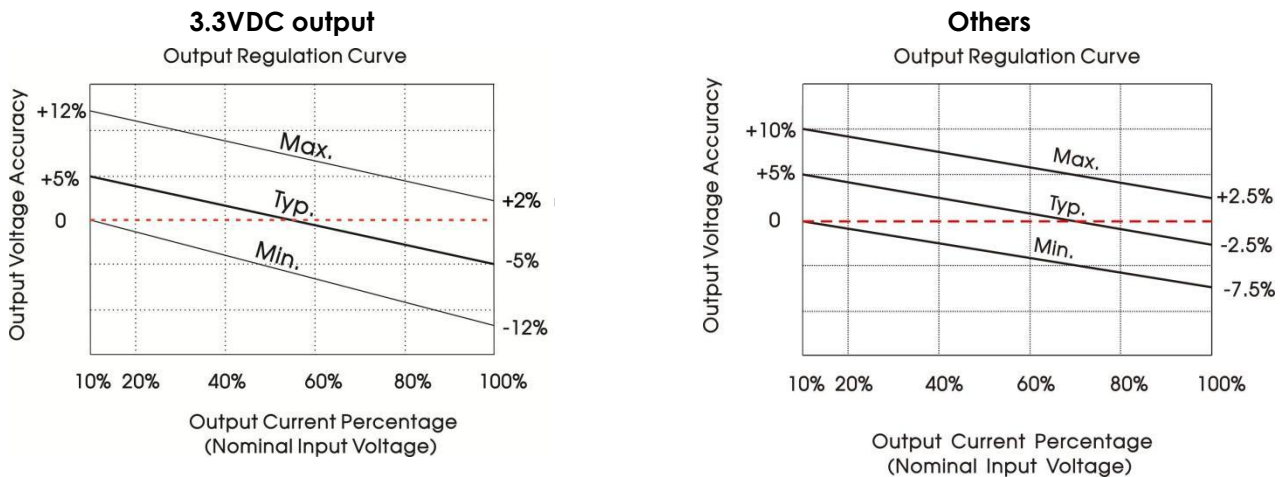 3.3VDC output
Output Regulation Curve
Output Voltage Accuracy
+12%
+5%
0
Max.
Typ.
Min.
+2%
-5%
-12%
10% 20% 40% 60% 80% 100%
Output Current Percentage
(Nominal Input Voltage)
Others
Output Regulation Curve
Output Voltage Accuracy
+10%
+5%
0
Max.
Typ.
Min.
+2.5%
-2.5%
-7.5%
10% 20% 40% 60% 80% 100%
Output Current Percentage
(Nominal Input Voltage)